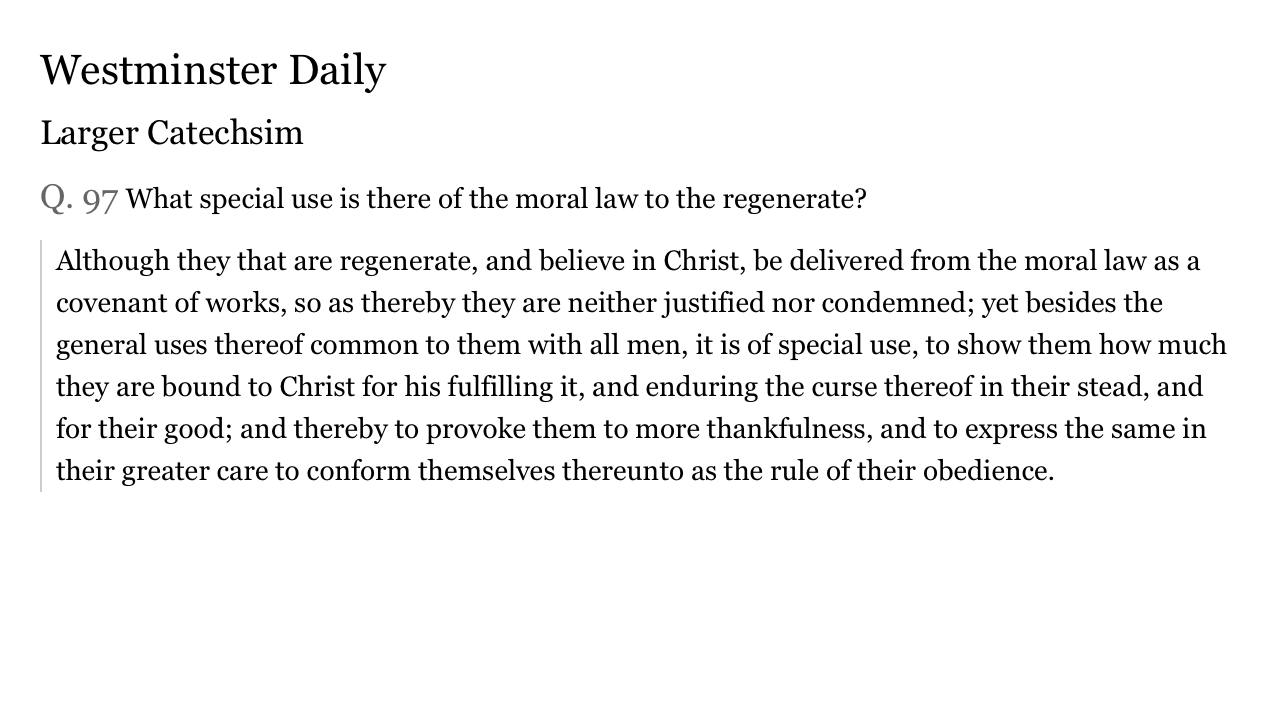 Westminster Daily
Larger Catechsim
Q. 97 What special use is there of the moral law to the regenerate?
Although they that are regenerate, and believe in Christ, be delivered from the moral law as a
covenant of works, so as thereby they are neither justified nor condemned; yet besides the
general uses thereof common to them with all men, it is of special use, to show them how much
they are bound to Christ for his fulfilling it, and enduring the curse thereof in their stead, and
for their good; and thereby to provoke them to more thankfulness, and to express the same in
their greater care to conform themselves thereunto as the rule of their obedience.